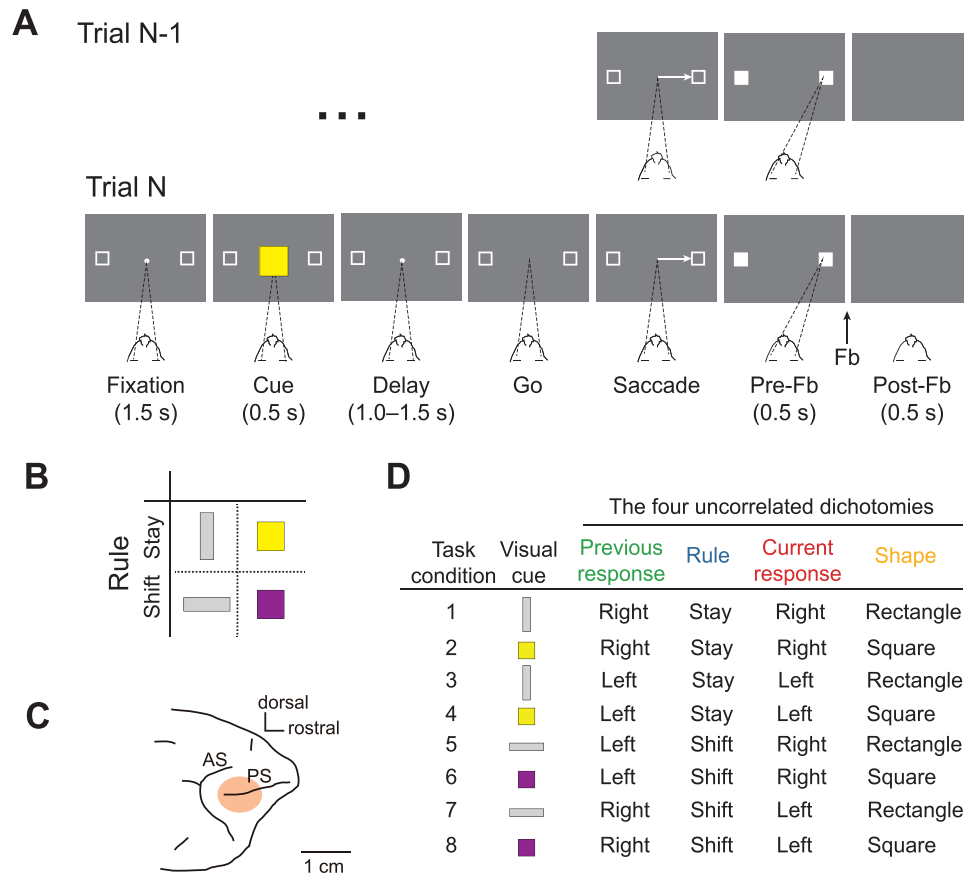 A
Trial N-1
...
Trial N
Fb
Fixation
(1.5 s)
Cue
(0.5 s)
Delay
(1.0–1.5 s)
Go
Saccade
Pre-Fb
(0.5 s)
Post-Fb
(0.5 s)
B
Rule
Stay
Shift
C
dorsal
rostral
AS
PS
1 cm
D
The four uncorrelated dichotomies
Task condition Visual cue Previous response Rule Current response Shape
1 Right Stay Right Rectangle
2 Right Stay Right Square
3 Left Stay Left Rectangle
4 Left Stay Left Square
5 Left Shift Right Rectangle
6 Left Shift Right Square
7 Right Shift Left Rectangle
8 Right Shift Left Square